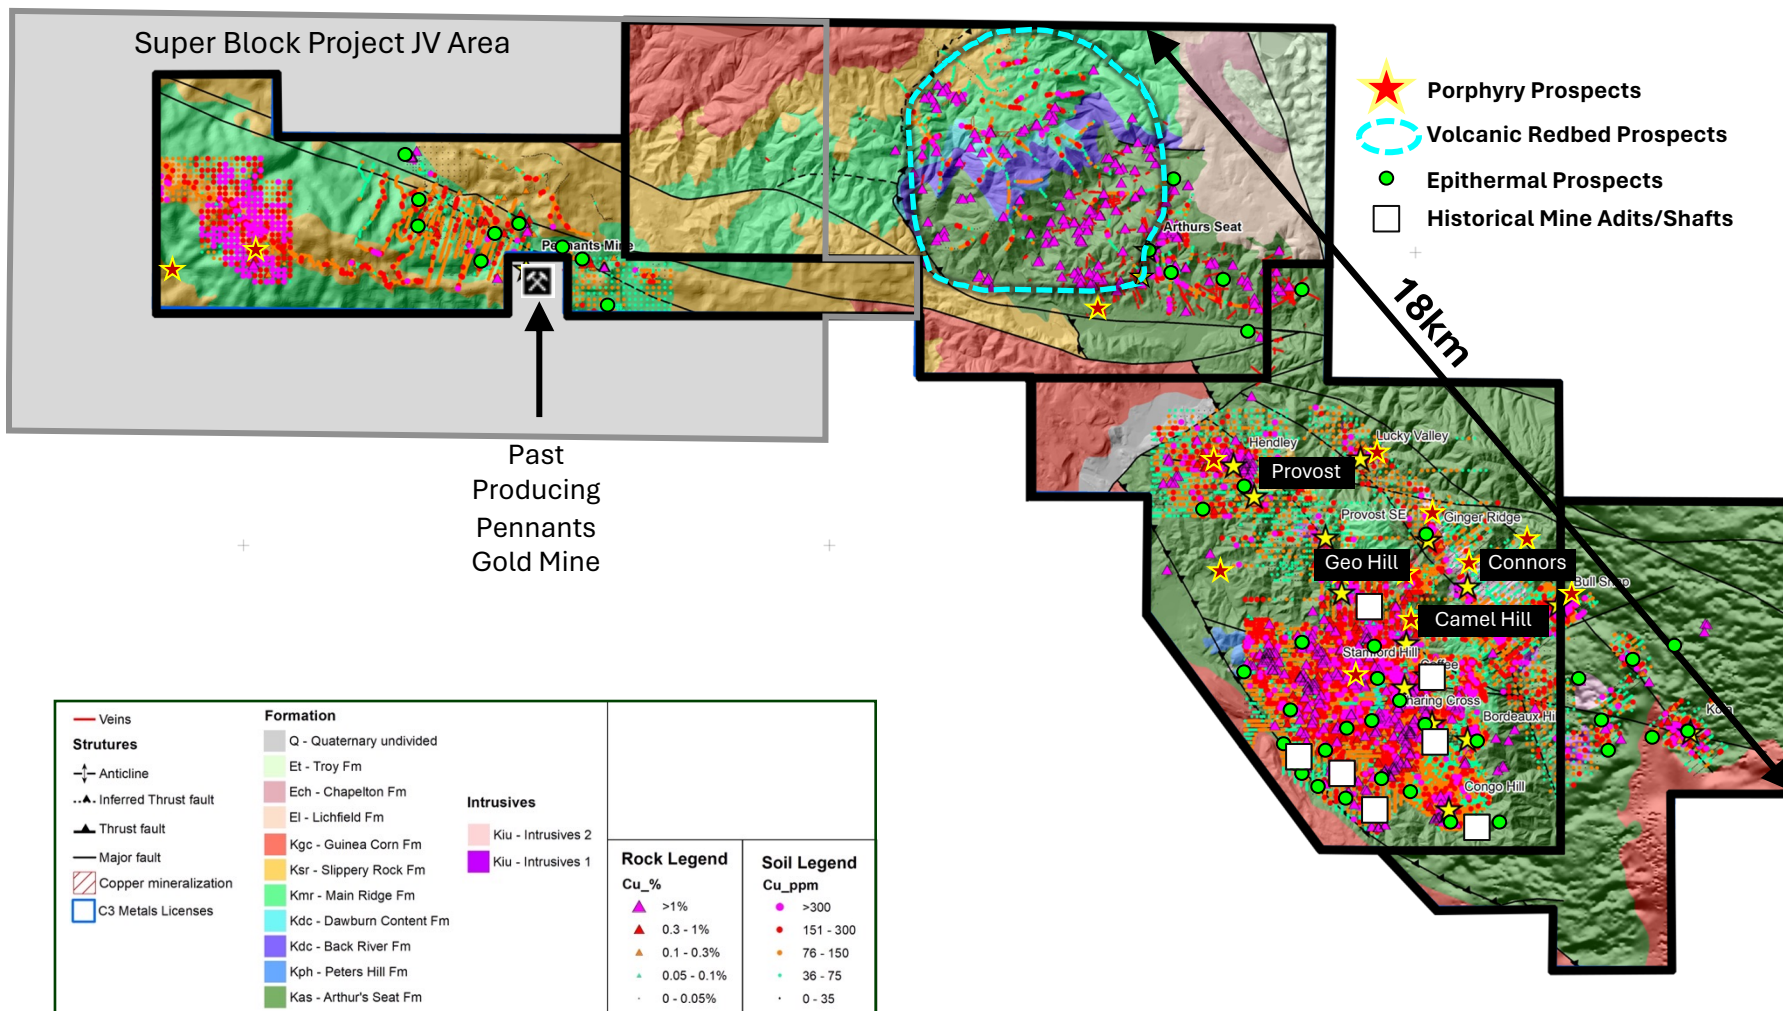 Super Block Project JV Area
Porphyry Prospects
Volcanic Redbed Prospects
Epithermal Prospects
Historical Mine Adits/Shafts
Arthurs Seat
Pennants Mine
18km
Past
Producing
Pennants
Gold Mine
Hendley
Lucky Valley
Provost
Provost SE
Ginger Ridge
Geo Hill
Connors
Camel Hill
Stamford Hill
haring Cross
Bordeaux Hi
Congo Hill
Veins
Strutures
Anticline
Inferred Thrust fault
Thrust fault
Major fault
Copper mineralization
C3 Metals Licenses
Formation
Q - Quaternary undivided
Et - Troy Fm
Ech - Chapelton Fm
El - Lichfield Fm
Kgc - Guinea Corn Fm
Ksr - Slippery Rock Fm
Kmr - Main Ridge Fm
Kdc - Dawburn Content Fm
Kdc - Back River Fm
Kph - Peters Hill Fm
Kas - Arthur's Seat Fm
Intrusives
Kiu - Intrusives 2
Kiu - Intrusives 1
Rock Legend
Cu_%
>1%
0.3 - 1%
0.1 - 0.3%
0.05 - 0.1%
0 - 0.05%
Soil Legend
Cu_ppm
>300
151 - 300
76 - 150
36 - 75
0 - 35